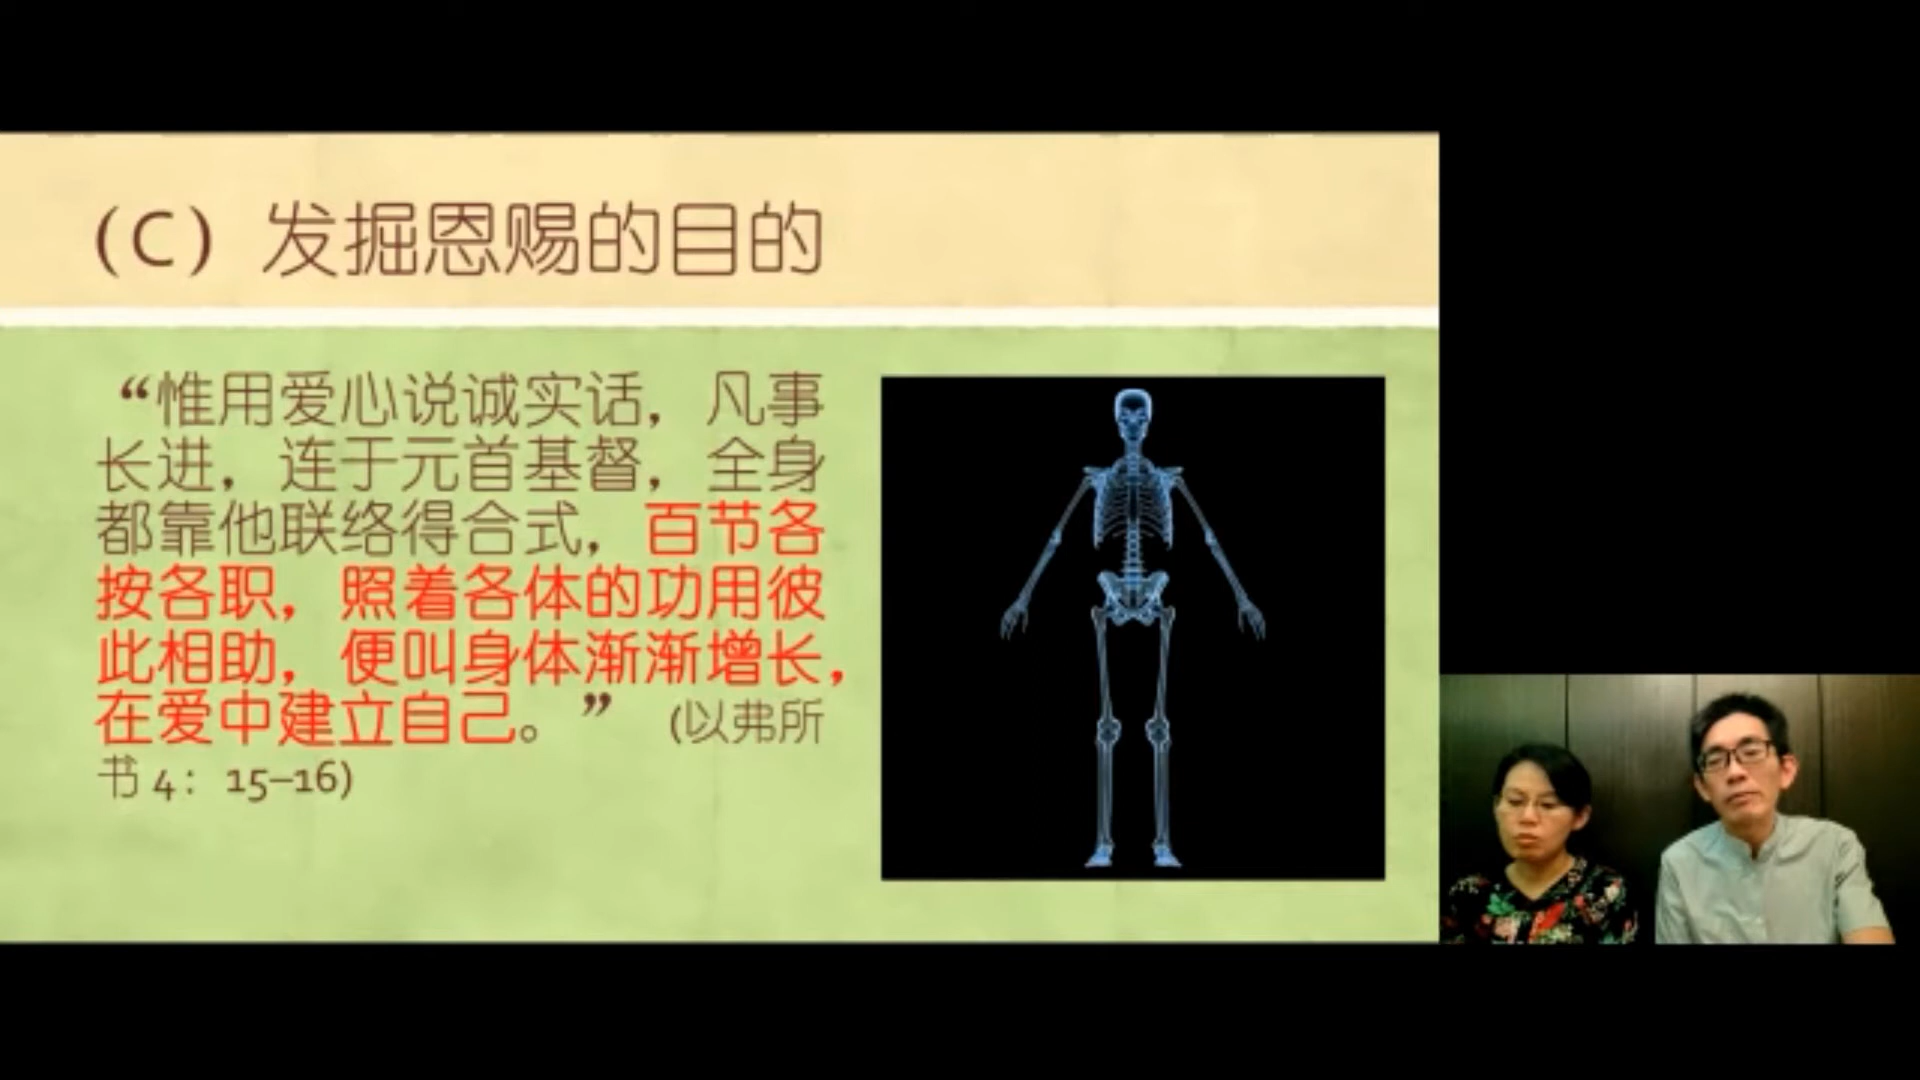 (C) 发掘恩赐的目的
“惟用爱心说诚实话，凡事
长进，连于元首基督，全身
都靠他联络得合式，百节各
按各职，照着各体的功用彼
此相助，便叫身体渐渐增长，
在爱中建立自己。” (以弗所
书 4：15–16)